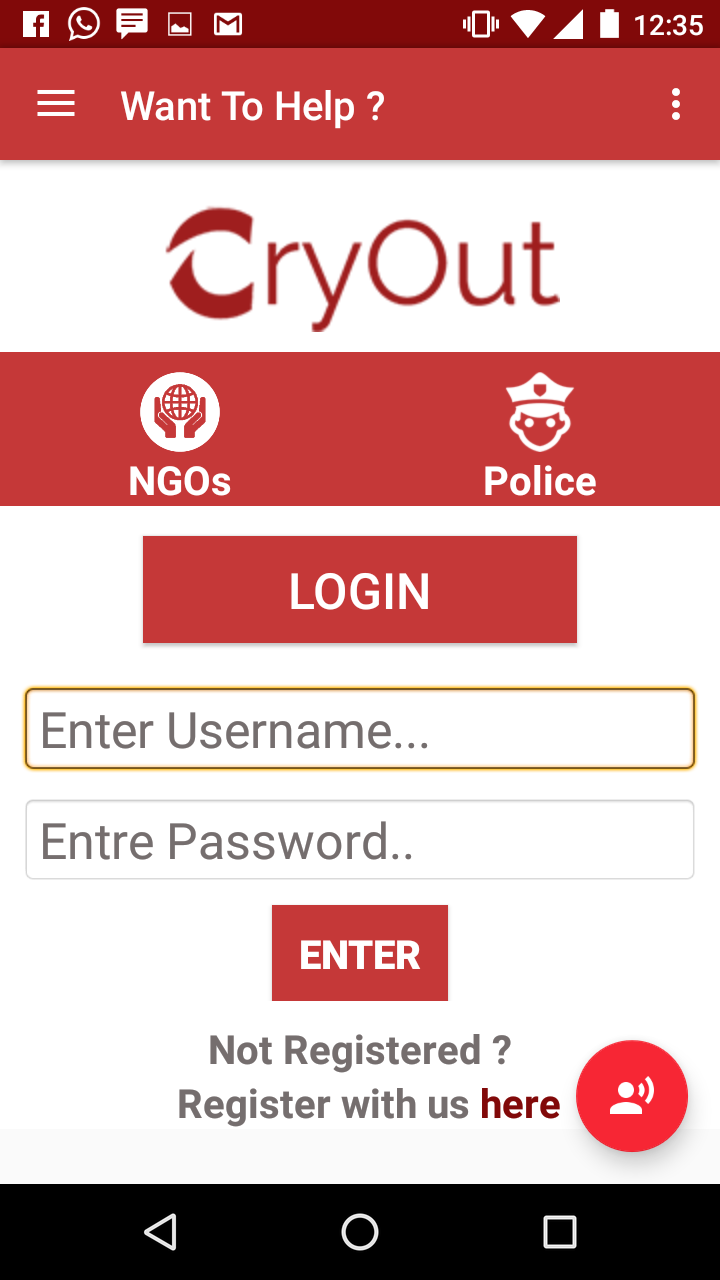 12:35
Want To Help ?
CryOut
NGOs
Police
LOGIN
Enter Username...
Entre Password..
ENTER
Not Registered ?
Register with us here